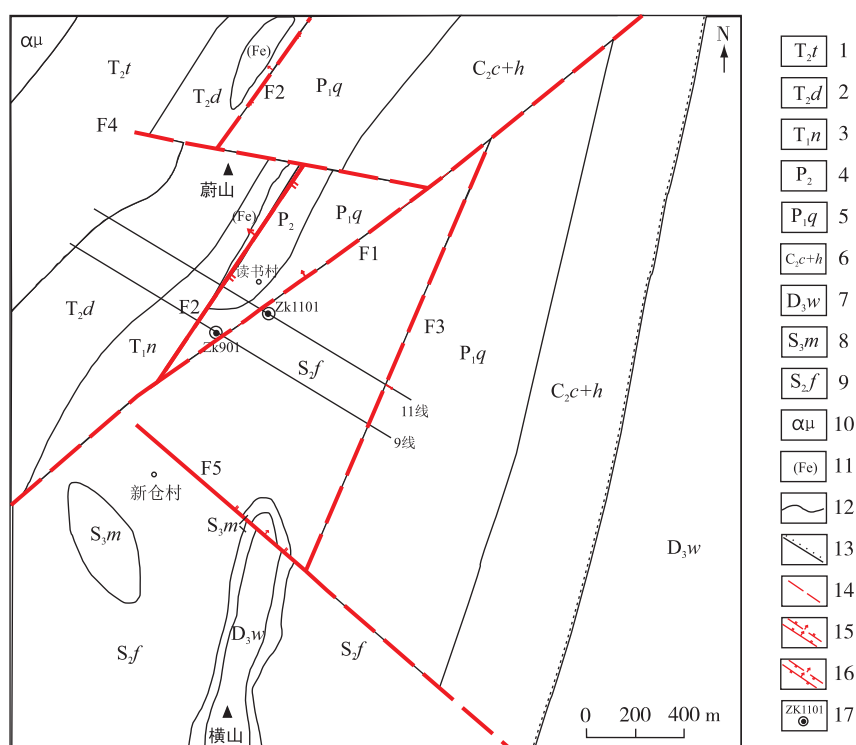 αμ
T₂t
(Fe)
T₂d
F2
P₁q
C₂c+h
N
F4
蔚山
(Fe)
P₂
P₁q
读书村
F1
T₂d
F2
Zk1101
T₁n
Zk901
S₂f
F3
P₁q
C₂c+h
11线
9线
F5
新仓村
S₃m
S₃m
D₃w
D₃w
S₂f
S₂f
横山
0 200 400 m
T₂t 1
T₂d 2
T₁n 3
P₂ 4
P₁q 5
C₂c+h 6
D₃w 7
S₃m 8
S₂f 9
αμ 10
(Fe) 11
12
13
14
15
16
ZK1101 17